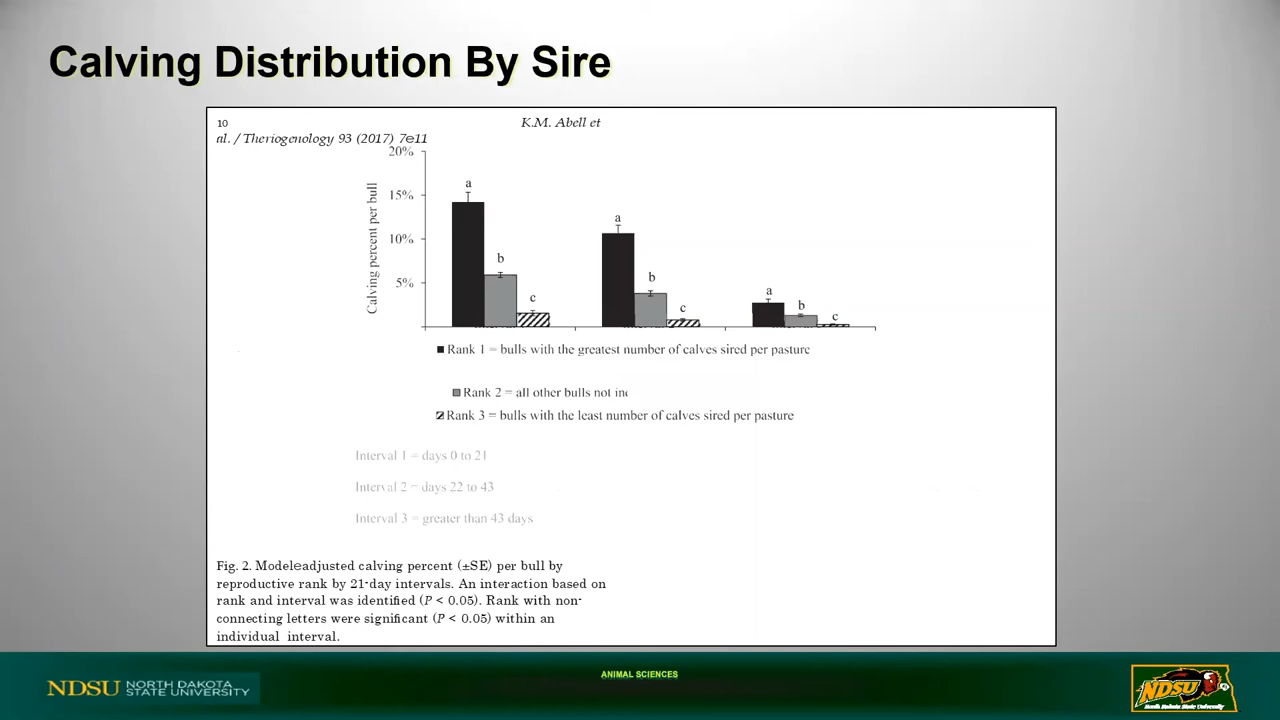 Calving Distribution By Sire
10
K.M. Abell et
al. / Theriogenology 93 (2017) 7e11
20%
15%
10%
5%
Calving percent per bull
a
b
c
a
b
c
a
b
c
Rank 1 = bulls with the greatest number of calves sired per pasture
Rank 2 = all other bulls not inc
Rank 3 = bulls with the least number of calves sired per pasture
Interval 1 = days 0 to 21
Interval 2 = days 22 to 43
Interval 3 = greater than 43 days
Fig. 2. Modeleadjusted calving percent (±SE) per bull by
reproductive rank by 21-day intervals. An interaction based on
rank and interval was identified (P < 0.05). Rank with non-
connecting letters were significant (P < 0.05) within an
individual interval.
NDSU NORTH DAKOTA
STATE UNIVERSITY
ANIMAL SCIENCES
NDSU
North Dakota State University